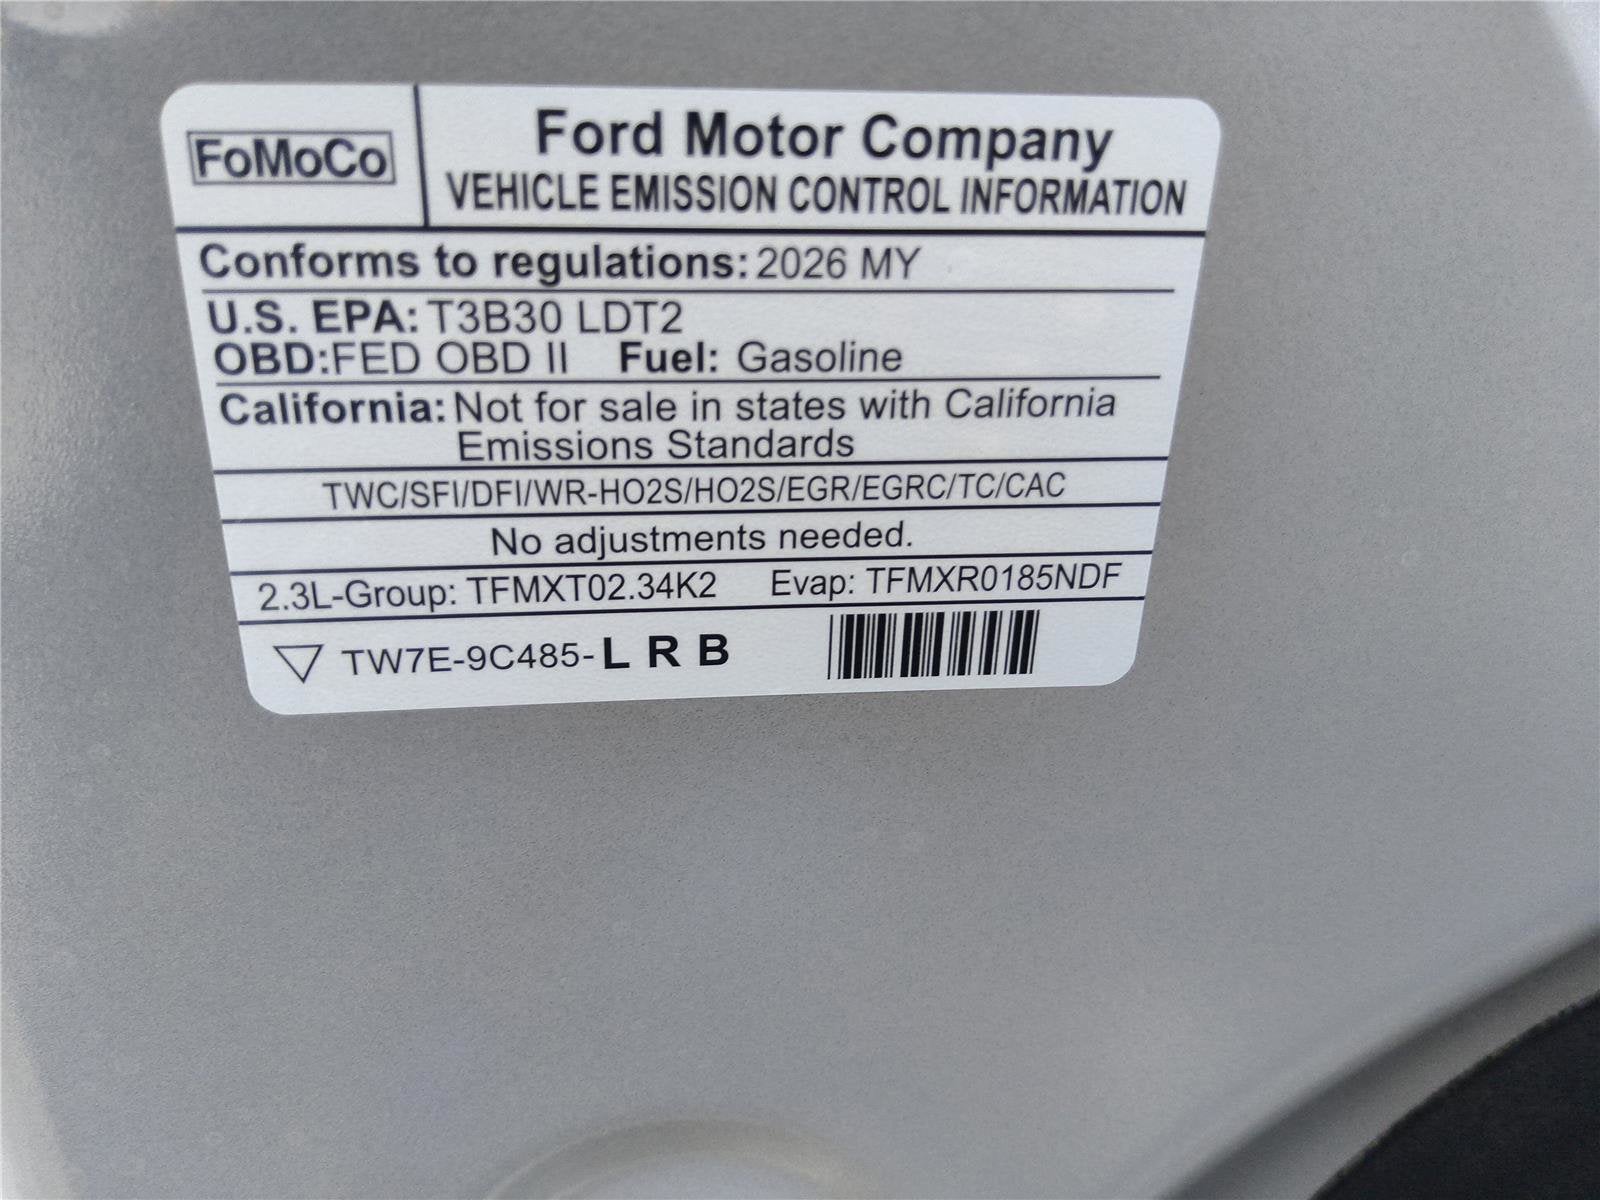 FoMoCo
Ford Motor Company
VEHICLE EMISSION CONTROL INFORMATION
Conforms to regulations: 2026 MY
U.S. EPA: T3B30 LDT2
OBD:FED OBD II Fuel: Gasoline
California: Not for sale in states with California
Emissions Standards
TWC/SFI/DFI/WR-HO2S/HO2S/EGR/EGRC/TC/CAC
No adjustments needed.
2.3L-Group: TFMXT02.34K2 Evap: TFMXR0185NDF
TW7E-9C485-L R B